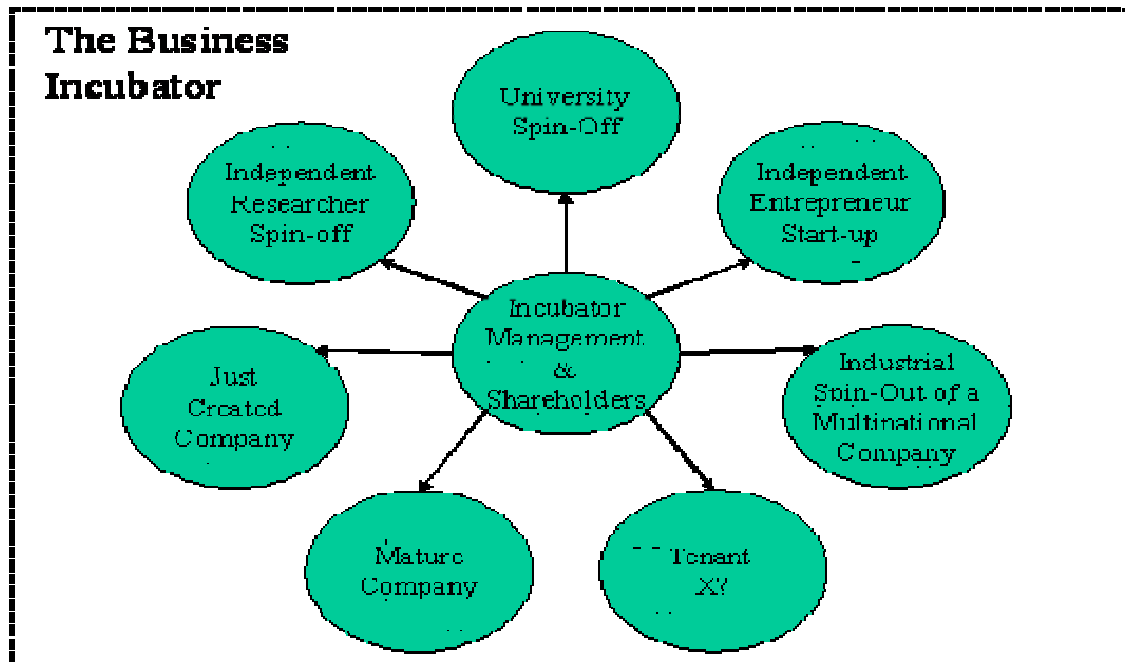 The Business
Incubator
University
Spin-Off
Independent
Researcher
Spin-off
Independent
Entrepreneur
Start-up
Incubator
Management
&
Shareholders
Just
Created
Company
Industrial
Spin-Out of a
Multinational
Company
Mature
Company
Tenant
X?